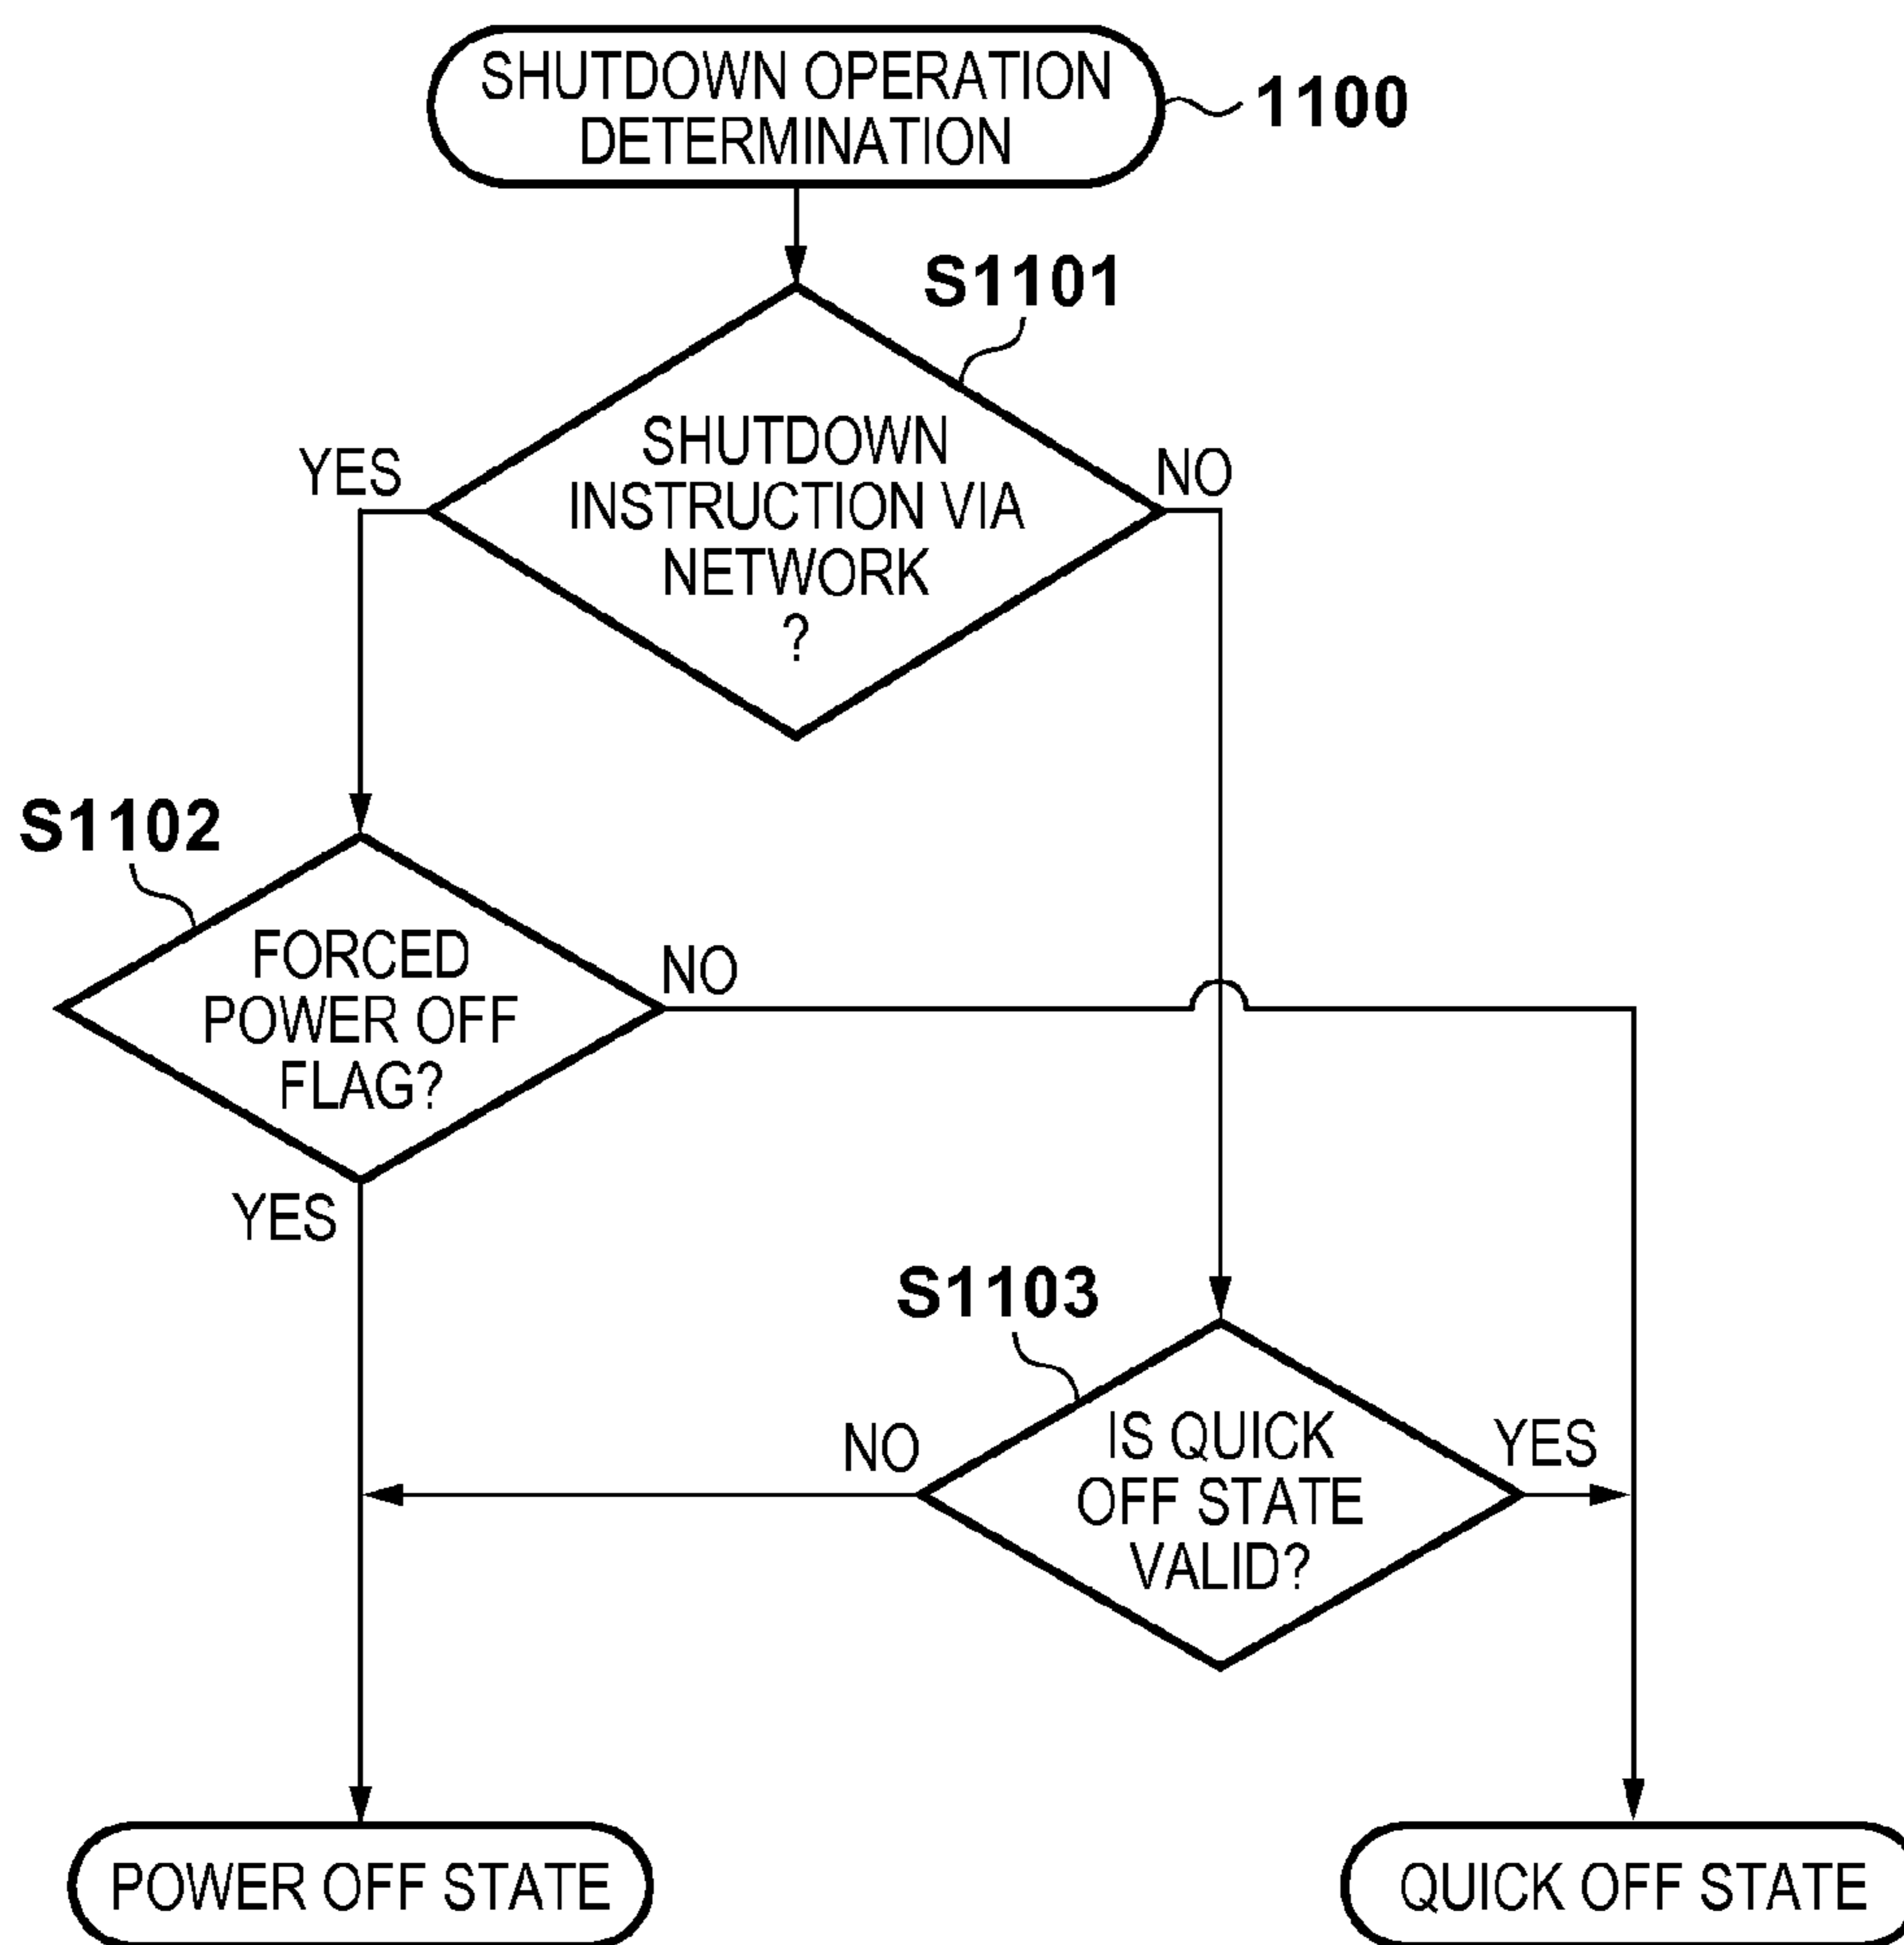 SHUTDOWN OPERATION
DETERMINATION
1100
S1101
SHUTDOWN
INSTRUCTION VIA
NETWORK
?
YES
NO
S1102
FORCED
POWER OFF
FLAG?
NO
YES
S1103
IS QUICK
OFF STATE
VALID?
NO
YES
POWER OFF STATE
QUICK OFF STATE